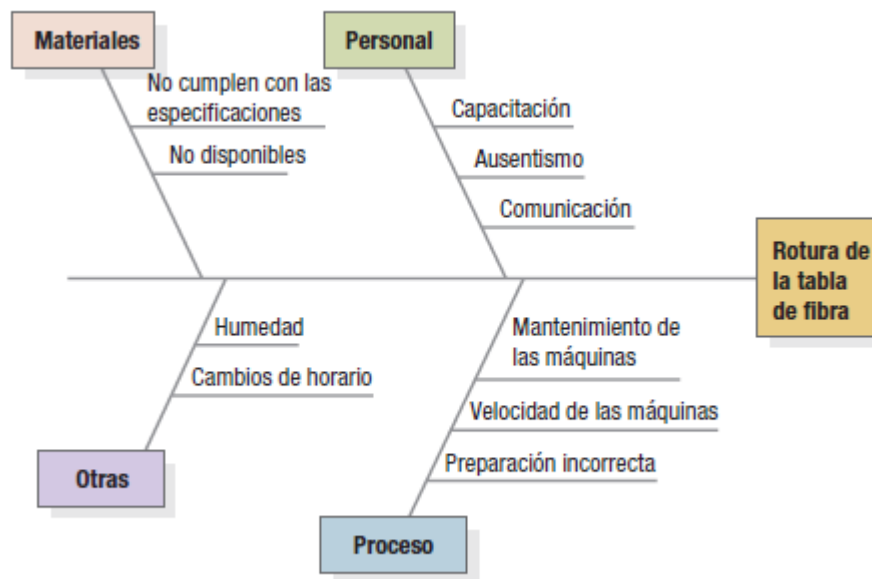 Materiales
Personal
No cumplen con las
especificaciones
No disponibles
Capacitación
Ausentismo
Comunicación
Rotura de
la tabla
de fibra
Humedad
Cambios de horario
Mantenimiento de
las máquinas
Velocidad de las máquinas
Preparación incorrecta
Otras
Proceso